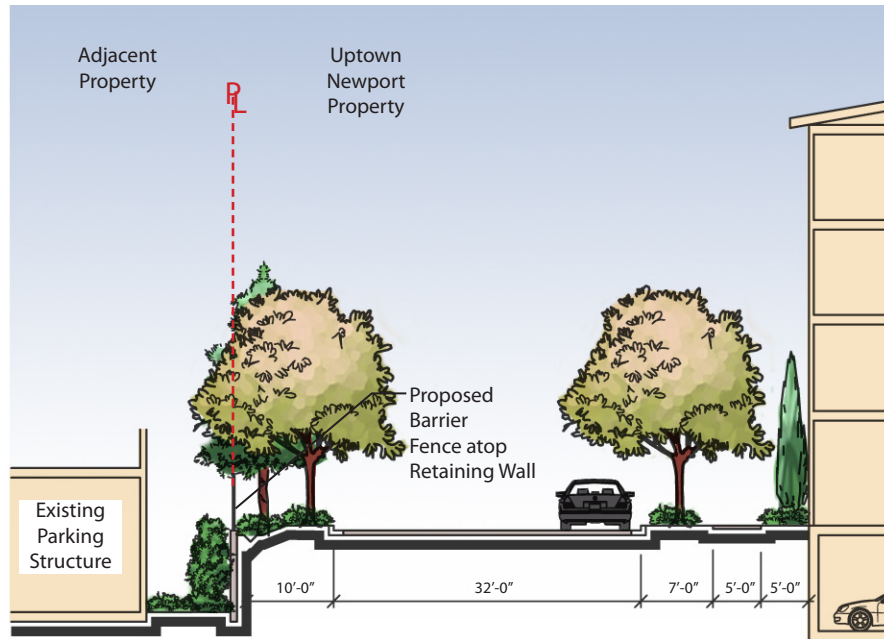 Adjacent
Property
Uptown
Newport
Property
PL
Proposed
Barrier
Fence atop
Retaining Wall
Existing
Parking
Structure
10'-0"
32'-0"
7'-0"
5'-0"
5'-0"